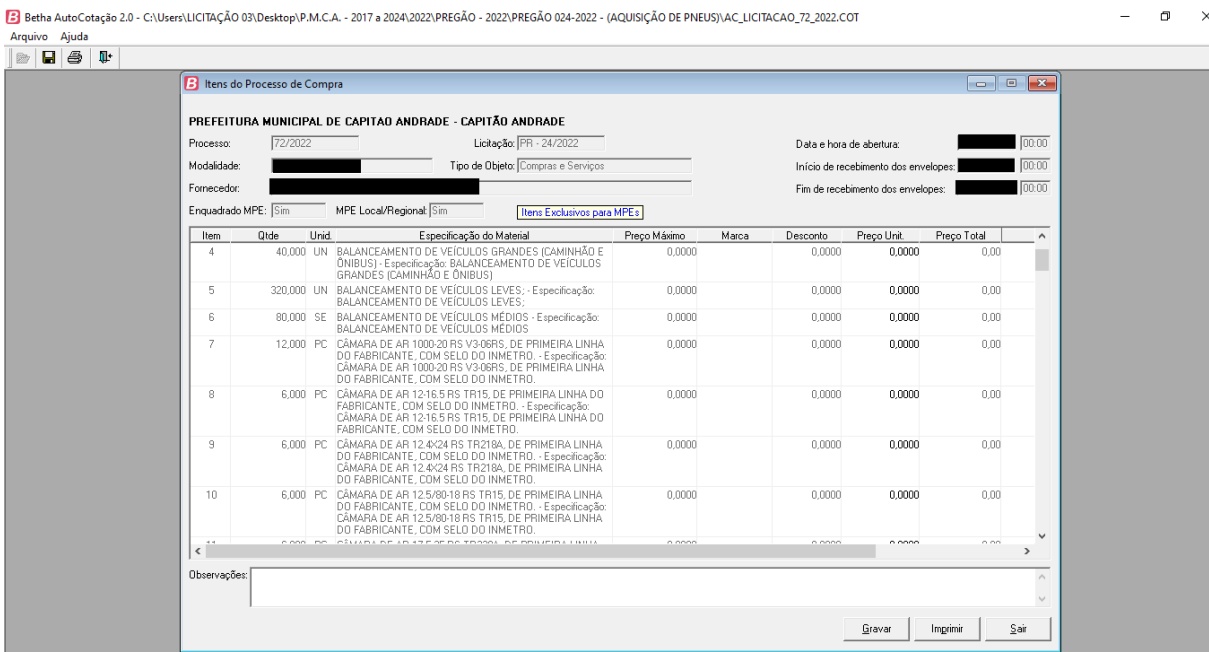 Betha AutoCotação 2.0 - C:\Users\LICITAÇÃO 03\Desktop\P.M.C.A. - 2017 a 2024\2022\PREGÃO - 2022\PREGÃO 024-2022 - (AQUISIÇÃO DE PNEUS)\AC_LICITACAO_72_2022.COT
Arquivo Ajuda
Itens do Processo de Compra
PREFEITURA MUNICIPAL DE CAPITAO ANDRADE - CAPITÃO ANDRADE
Processo: 72/2022 Licitação: PR - 24/2022 Data e hora de abertura: 00:00
Modalidade: Tipo de Objeto: Compras e Serviços Início de recebimento dos envelopes: 00:00
Fornecedor: Fim de recebimento dos envelopes: 00:00
Enquadrado MPE: Sim MPE Local/Regional: Sim Itens Exclusivos para MPEs
Item Qtde Unid. Especificação do Material Preço Máximo Marca Desconto Preço Unit. Preço Total
4 40,000 UN BALANCEAMENTO DE VEÍCULOS GRANDES (CAMINHÃO E 0,0000 0,0000 0,0000 0,00
ÔNIBUS) - Especificação: BALANCEAMENTO DE VEÍCULOS
GRANDES (CAMINHÃO E ÔNIBUS)
5 320,000 UN BALANCEAMENTO DE VEÍCULOS LEVES; - Especificação: 0,0000 0,0000 0,0000 0,00
BALANCEAMENTO DE VEÍCULOS LEVES;
6 80,000 SE BALANCEAMENTO DE VEÍCULOS MÉDIOS - Especificação: 0,0000 0,0000 0,0000 0,00
BALANCEAMENTO DE VEÍCULOS MÉDIOS
7 12,000 PC CÂMARA DE AR 1000-20 RS V3-06RS, DE PRIMEIRA LINHA 0,0000 0,0000 0,0000 0,00
DO FABRICANTE, COM SELO DO INMETRO. - Especificação:
CÂMARA DE AR 1000-20 RS V3-06RS, DE PRIMEIRA LINHA
DO FABRICANTE, COM SELO DO INMETRO.
8 6,000 PC CÂMARA DE AR 12-16.5 RS TR15, DE PRIMEIRA LINHA DO 0,0000 0,0000 0,0000 0,00
FABRICANTE, COM SELO DO INMETRO. - Especificação:
CÂMARA DE AR 12-16.5 RS TR15, DE PRIMEIRA LINHA DO
FABRICANTE, COM SELO DO INMETRO.
9 6,000 PC CÂMARA DE AR 12.4X24 RS TR218A, DE PRIMEIRA LINHA 0,0000 0,0000 0,0000 0,00
DO FABRICANTE, COM SELO DO INMETRO. - Especificação:
CÂMARA DE AR 12.4X24 RS TR218A, DE PRIMEIRA LINHA
DO FABRICANTE, COM SELO DO INMETRO.
10 6,000 PC CÂMARA DE AR 12.5/80-18 RS TR15, DE PRIMEIRA LINHA 0,0000 0,0000 0,0000 0,00
DO FABRICANTE, COM SELO DO INMETRO. - Especificação:
CÂMARA DE AR 12.5/80-18 RS TR15, DE PRIMEIRA LINHA
DO FABRICANTE, COM SELO DO INMETRO.
Observações:
Gravar Imprimir Sair